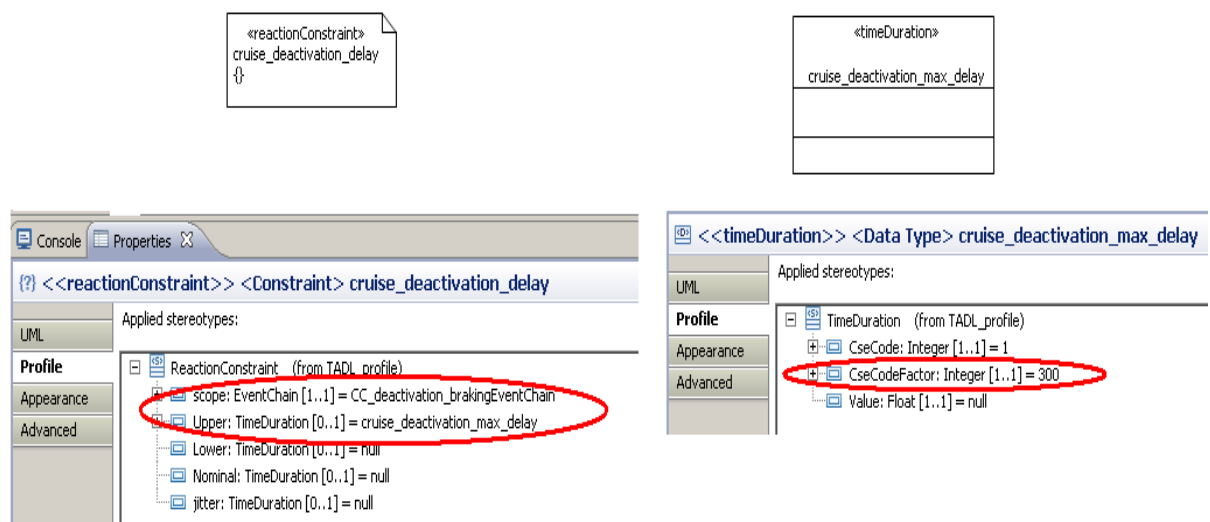 «reactionConstraint»
cruise_deactivation_delay
{}
«timeDuration»
cruise_deactivation_max_delay
Console
Properties
{?} <<reactionConstraint>> <Constraint> cruise_deactivation_delay
Applied stereotypes:
UML
Profile
Appearance
Advanced
ReactionConstraint (from TADL_profile)
scope: EventChain [1..1] = CC_deactivation_brakingEventChain
Upper: TimeDuration [0..1] = cruise_deactivation_max_delay
Lower: TimeDuration [0..1] = null
Nominal: TimeDuration [0..1] = null
jitter: TimeDuration [0..1] = null
<<timeDuration>> <Data Type> cruise_deactivation_max_delay
Applied stereotypes:
UML
Profile
Appearance
Advanced
TimeDuration (from TADL_profile)
CseCode: Integer [1..1] = 1
CseCodeFactor: Integer [1..1] = 300
Value: Float [1..1] = null